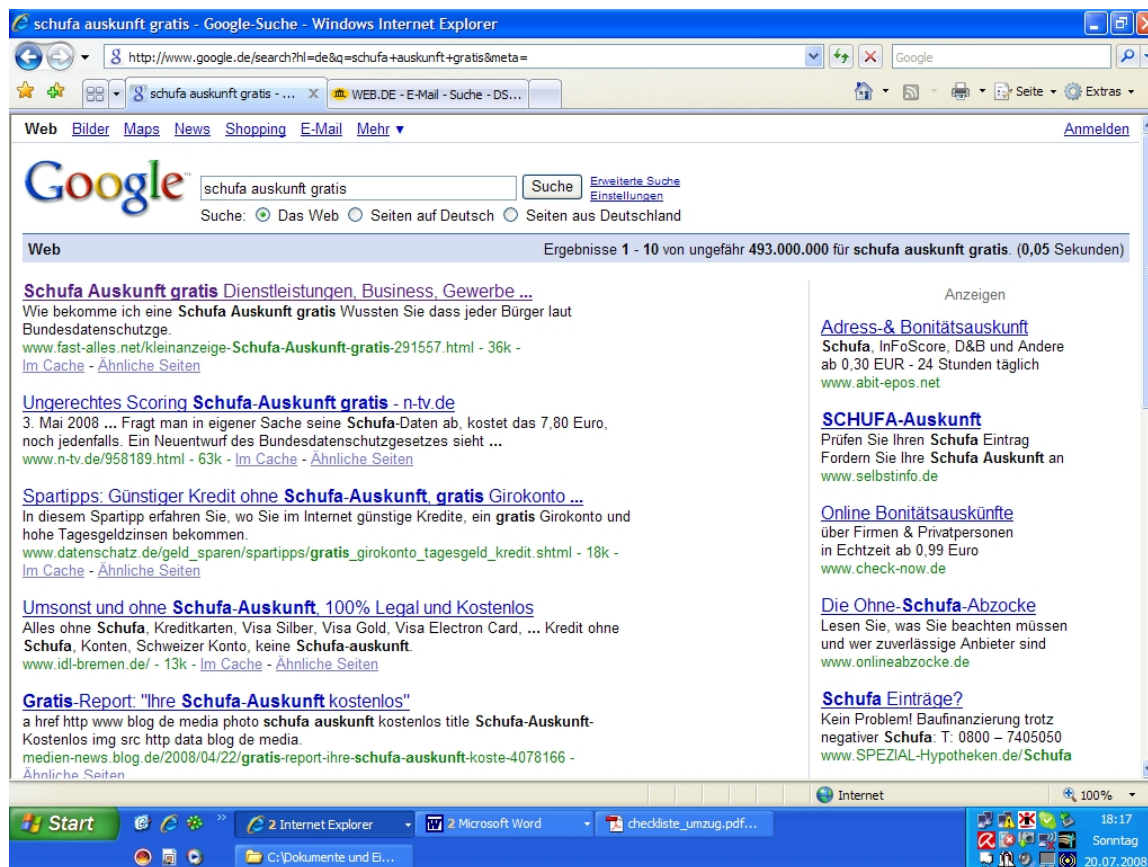 schufa auskunft gratis - Google-Suche - Windows Internet Explorer
http://www.google.de/search?hl=de&q=schufa+auskunft+gratis&meta=
Google
schufa auskunft gratis - ...
WEB.DE - E-Mail - Suche - DS...
Seite
Extras
Web Bilder Maps News Shopping E-Mail Mehr ▼
Anmelden
Google™
schufa auskunft gratis
Suche
Erweiterte Suche
Einstellungen
Suche: Das Web Seiten auf Deutsch Seiten aus Deutschland
Web
Ergebnisse 1 - 10 von ungefähr 493.000.000 für schufa auskunft gratis. (0,05 Sekunden)
Schufa Auskunft gratis Dienstleistungen, Business, Gewerbe ...
Wie bekomme ich eine Schufa Auskunft gratis Wussten Sie dass jeder Bürger laut
Bundesdatenschutzge.
www.fast-alles.net/kleinanzeige-Schufa-Auskunft-gratis-291557.html - 36k -
Im Cache - Ähnliche Seiten
Ungerechtes Scoring Schufa-Auskunft gratis - n-tv.de
3. Mai 2008 ... Fragt man in eigener Sache seine Schufa-Daten ab, kostet das 7,80 Euro,
noch jedenfalls. Ein Neuentwurf des Bundesdatenschutzgesetzes sieht ...
www.n-tv.de/958189.html - 63k - Im Cache - Ähnliche Seiten
Spartipps: Günstiger Kredit ohne Schufa-Auskunft, gratis Girokonto ...
In diesem Spartipp erfahren Sie, wo Sie im Internet günstige Kredite, ein gratis Girokonto und
hohe Tagesgeldzinsen bekommen.
www.datenschatz.de/geld_sparen/spartipps/gratis_girokonto_tagesgeld_kredit.shtml - 18k -
Im Cache - Ähnliche Seiten
Umsonst und ohne Schufa-Auskunft, 100% Legal und Kostenlos
Alles ohne Schufa, Kreditkarten, Visa Silber, Visa Gold, Visa Electron Card, ... Kredit ohne
Schufa, Konten, Schweizer Konto, keine Schufa-auskunft.
www.idl-bremen.de/ - 13k - Im Cache - Ähnliche Seiten
Gratis-Report: "Ihre Schufa-Auskunft kostenlos"
a href http www blog de media photo schufa auskunft kostenlos title Schufa-Auskunft-
Kostenlos img src http data blog de media.
medien-news.blog.de/2008/04/22/gratis-report-ihre-schufa-auskunft-koste-4078166 -
Ähnliche Seiten
Anzeigen
Adress-& Bonitätsauskunft
Schufa, InFoScore, D&B und Andere
ab 0,30 EUR - 24 Stunden täglich
www.abit-epos.net
SCHUFA-Auskunft
Prüfen Sie Ihren Schufa Eintrag
Fordern Sie Ihre Schufa Auskunft an
www.selbstinfo.de
Online Bonitätsauskünfte
über Firmen & Privatpersonen
in Echtzeit ab 0,99 Euro
www.check-now.de
Die Ohne-Schufa-Abzocke
Lesen Sie, was Sie beachten müssen
und wer zuverlässige Anbieter sind
www.onlineabzocke.de
Schufa Einträge?
Kein Problem! Baufinanzierung trotz
negativer Schufa: T: 0800 – 7405050
www.SPEZIAL-Hypotheken.de/Schufa
Internet
100%
Start
2 Internet Explorer
2 Microsoft Word
checkliste_umzug.pdf...
C:\Dokumente und Ei...
18:17
Sonntag
20.07.2008